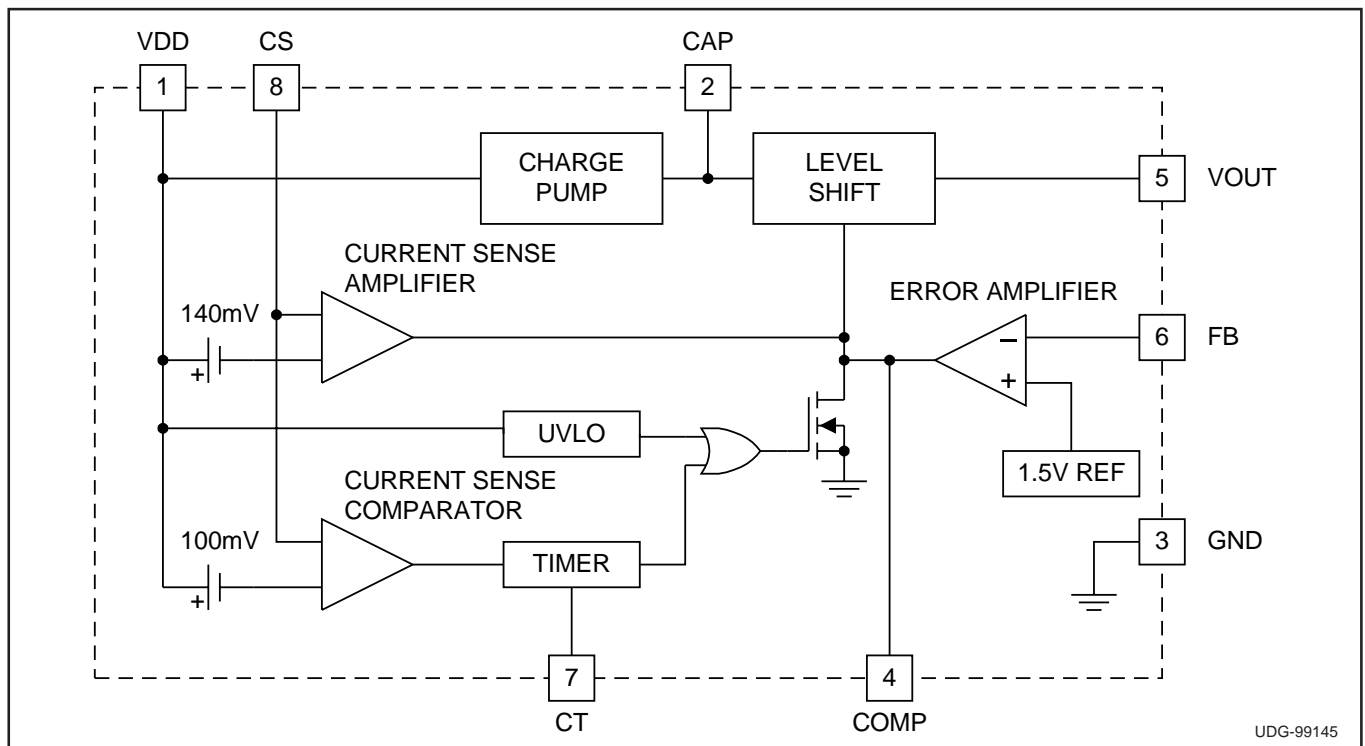 VDD
CS
CAP
1
8
2
CHARGE
PUMP
LEVEL
SHIFT
5
VOUT
CURRENT SENSE
AMPLIFIER
ERROR AMPLIFIER
140mV
+
−
+
6
FB
UVLO
1.5V REF
CURRENT SENSE
COMPARATOR
100mV
+
TIMER
3
GND
7
4
CT
COMP
UDG-99145